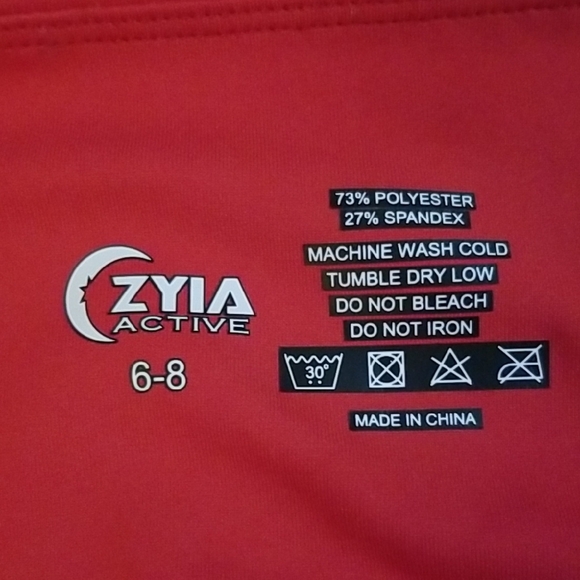 ZYIA
ACTIVE
6-8
73% POLYESTER
27% SPANDEX
MACHINE WASH COLD
TUMBLE DRY LOW
DO NOT BLEACH
DO NOT IRON
30°
MADE IN CHINA